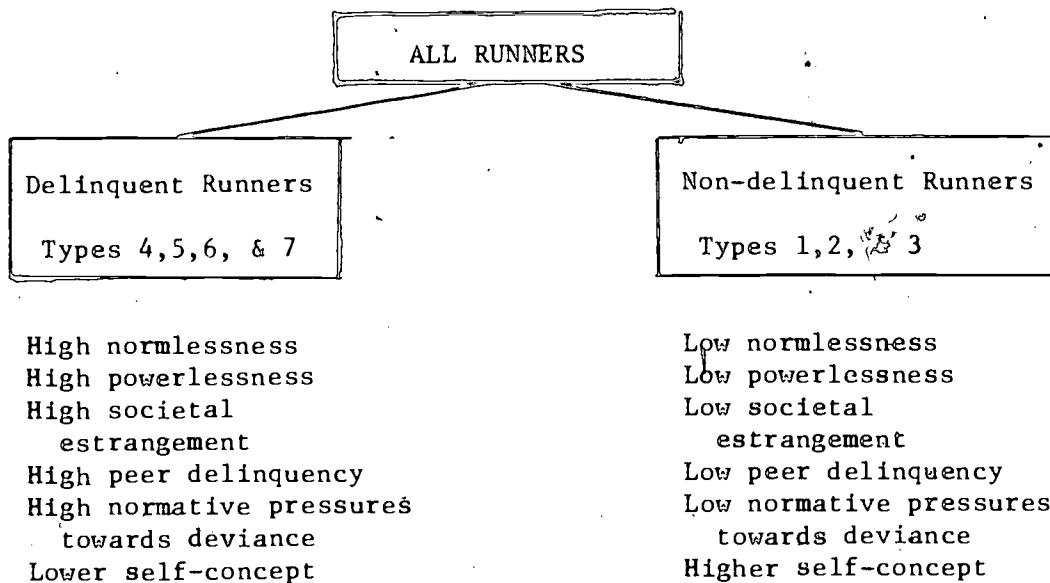 ALL RUNNERS
Delinquent Runners
Types 4,5,6, & 7
High normlessness
High powerlessness
High societal
estrangement
High peer delinquency
High normative pressures
towards deviance
Lower self-concept
Non-delinquent Runners
Types 1,2, 3
Low normlessness
Low powerlessness
Low societal
estrangement
Low peer delinquency
Low normative pressures
towards deviance
Higher self-concept